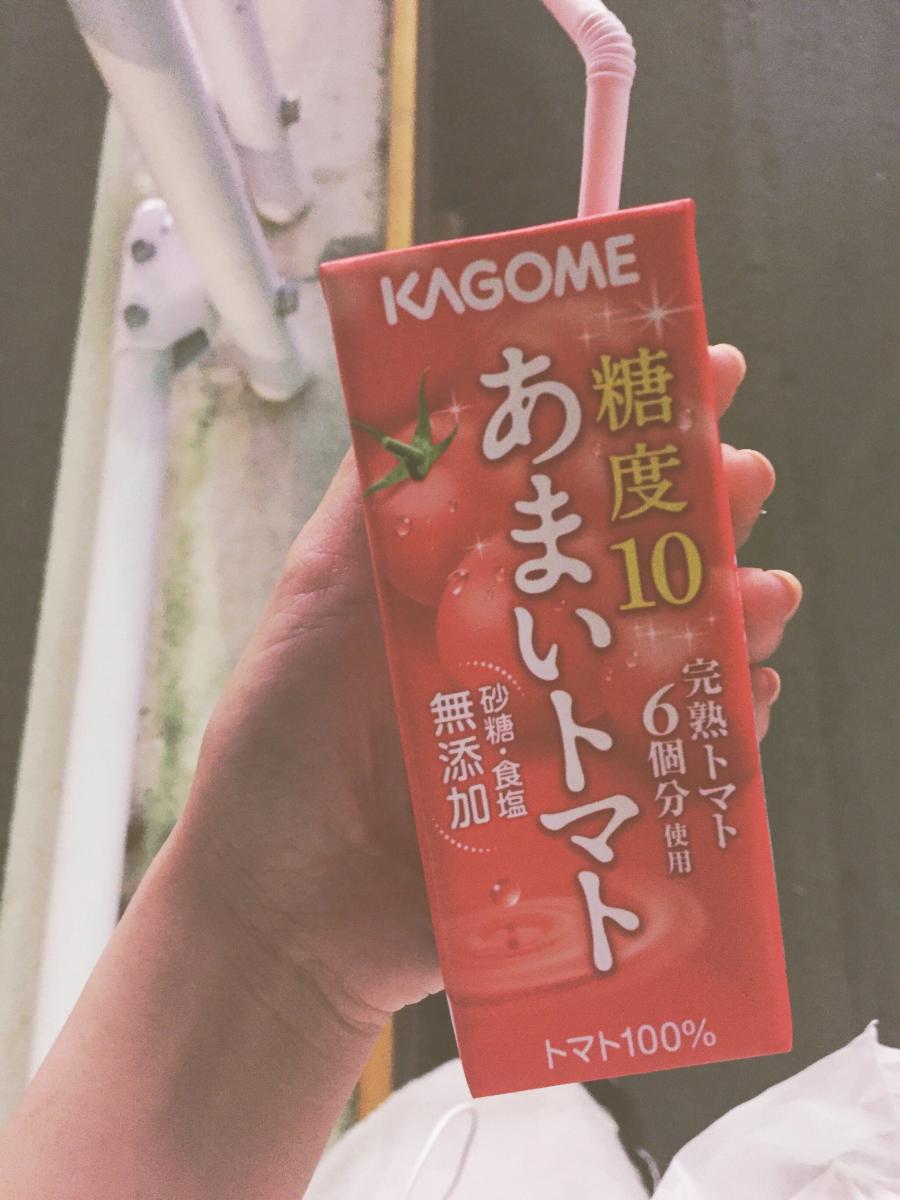 KAGOME
糖度10
あまいトマト
完熟トマト
6個分使用
砂糖・食塩
無添加
トマト100%